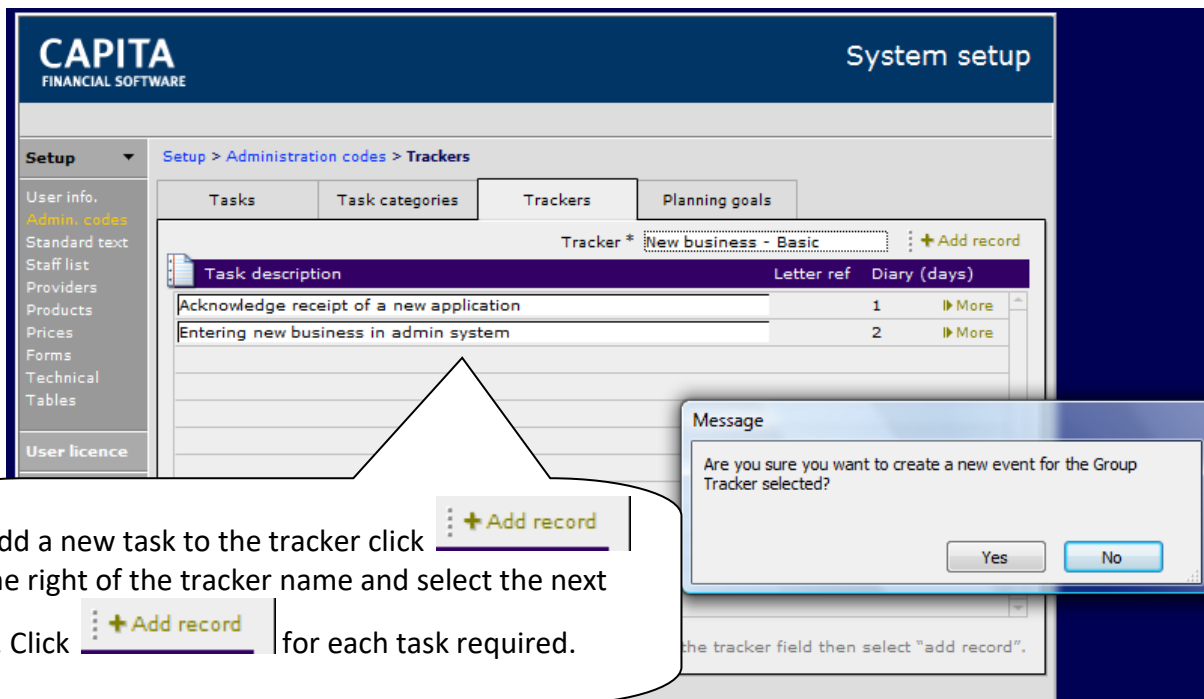 CAPITA
FINANCIAL SOFTWARE
System setup
Setup
Setup > Administration codes > Trackers
User info.
Admin. codes
Standard text
Staff list
Providers
Products
Prices
Forms
Technical
Tables
User licence
Tasks
Task categories
Trackers
Planning goals
Tracker * New business - Basic + Add record
Task description Letter ref Diary (days)
Acknowledge receipt of a new application 1 More
Entering new business in admin system 2 More
Message
Are you sure you want to create a new event for the Group
Tracker selected?
Yes No
dd a new task to the tracker click + Add record
he right of the tracker name and select the next
. Click + Add record for each task required.
the tracker field then select "add record".